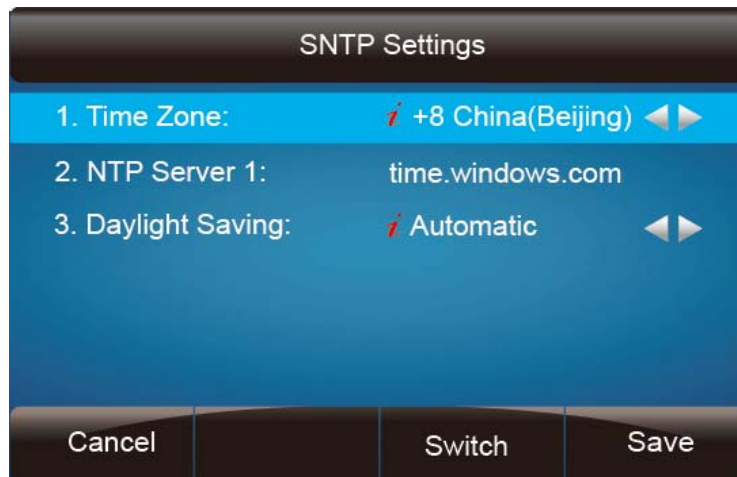 SNTP Settings
1. Time Zone: i +8 China(Beijing)
2. NTP Server 1: time.windows.com
3. Daylight Saving: i Automatic
Cancel Switch Save